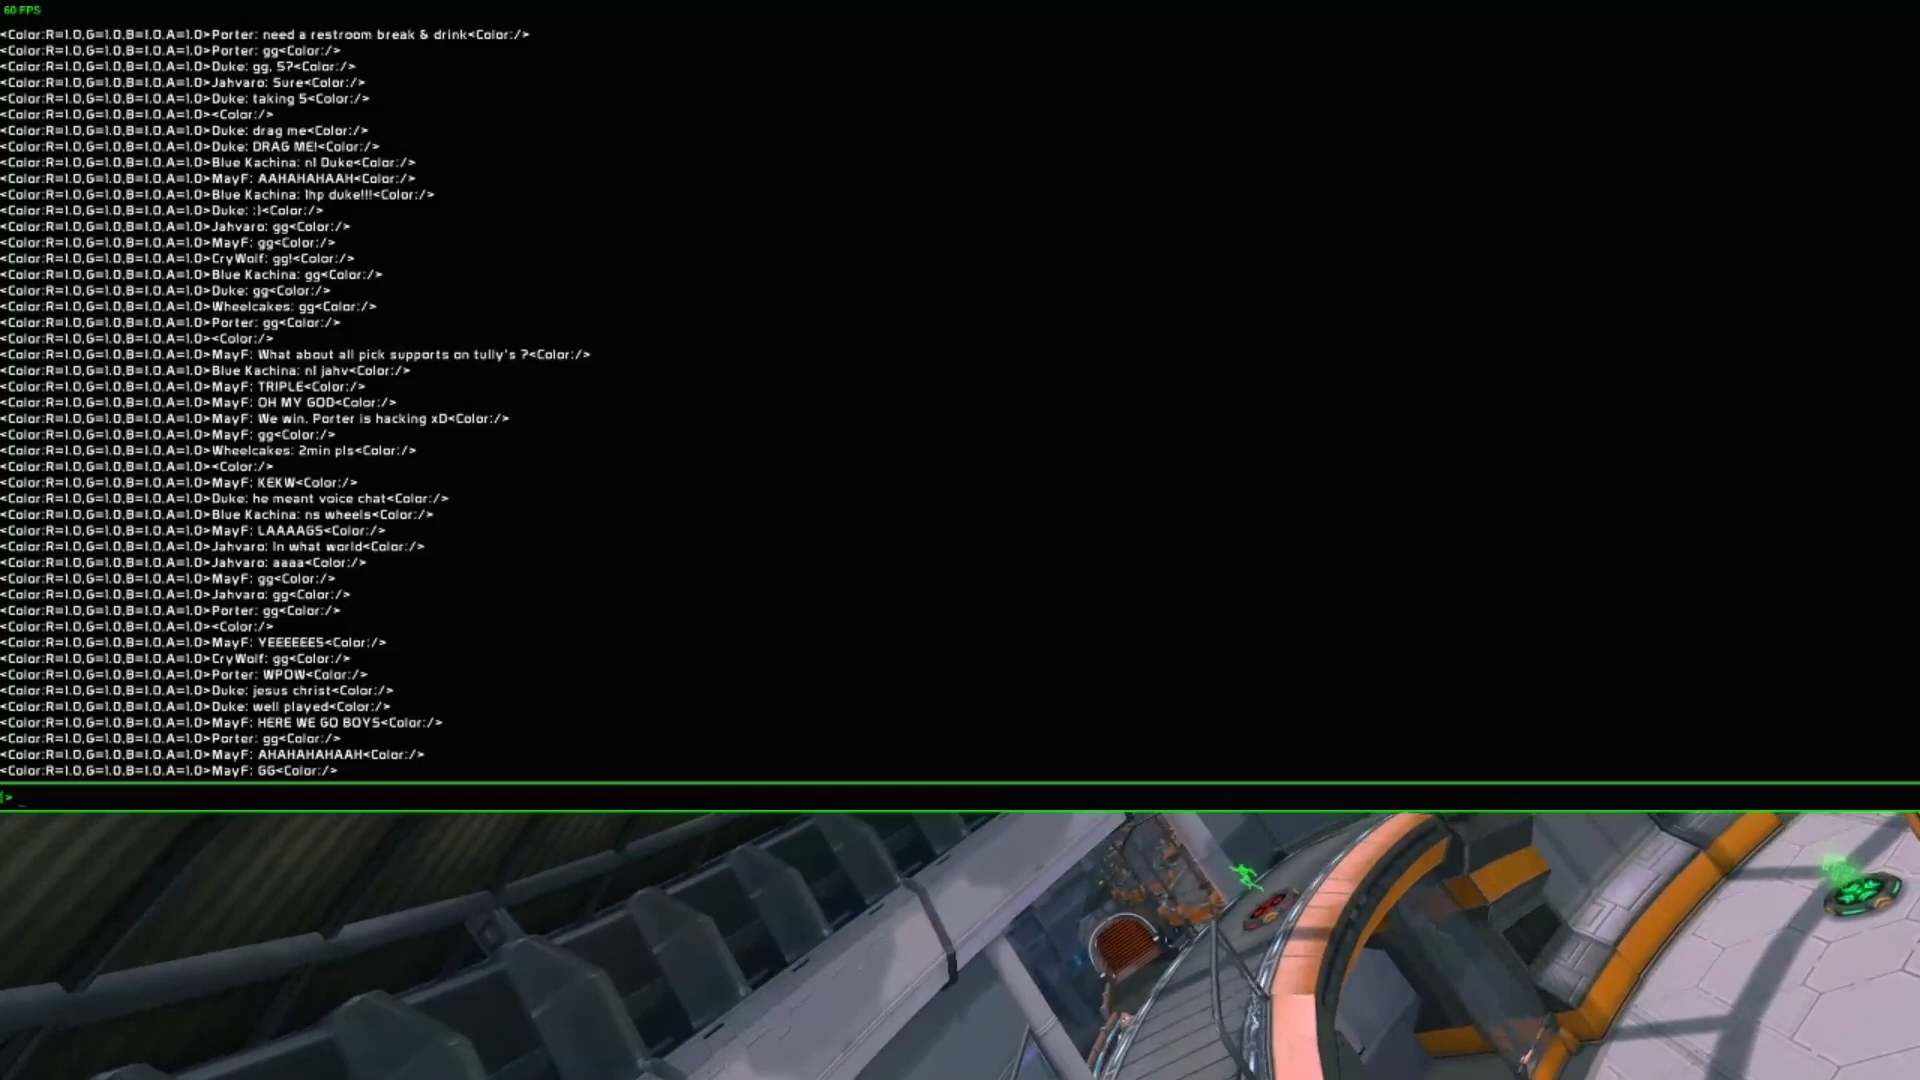 60 FPS
<Color:R=1.0,G=1.0,B=1.0,A=1.0>Porter: need a restroom break & drink<Color:/>
<Color:R=1.0,G=1.0,B=1.0,A=1.0>Porter: gg<Color:/>
<Color:R=1.0,G=1.0,B=1.0,A=1.0>Duke: gg, 5?<Color:/>
<Color:R=1.0,G=1.0,B=1.0,A=1.0>Jahvaro: Sure<Color:/>
<Color:R=1.0,G=1.0,B=1.0,A=1.0>Duke: taking 5<Color:/>
<Color:R=1.0,G=1.0,B=1.0,A=1.0><Color:/>
<Color:R=1.0,G=1.0,B=1.0,A=1.0>Duke: drag me<Color:/>
<Color:R=1.0,G=1.0,B=1.0,A=1.0>Duke: DRAG ME!<Color:/>
<Color:R=1.0,G=1.0,B=1.0,A=1.0>Blue Kachina: n1 Duke<Color:/>
<Color:R=1.0,G=1.0,B=1.0,A=1.0>MayF: AAHAHAHAAH<Color:/>
<Color:R=1.0,G=1.0,B=1.0,A=1.0>Blue Kachina: 1hp duke!!!<Color:/>
<Color:R=1.0,G=1.0,B=1.0,A=1.0>Duke: :)<Color:/>
<Color:R=1.0,G=1.0,B=1.0,A=1.0>Jahvaro: gg<Color:/>
<Color:R=1.0,G=1.0,B=1.0,A=1.0>MayF: gg<Color:/>
<Color:R=1.0,G=1.0,B=1.0,A=1.0>CryWolf: gg!<Color:/>
<Color:R=1.0,G=1.0,B=1.0,A=1.0>Blue Kachina: gg<Color:/>
<Color:R=1.0,G=1.0,B=1.0,A=1.0>Duke: gg<Color:/>
<Color:R=1.0,G=1.0,B=1.0,A=1.0>Wheelcakes: gg<Color:/>
<Color:R=1.0,G=1.0,B=1.0,A=1.0>Porter: gg<Color:/>
<Color:R=1.0,G=1.0,B=1.0,A=1.0><Color:/>
<Color:R=1.0,G=1.0,B=1.0,A=1.0>MayF: What about all pick supports on tully's ?<Color:/>
<Color:R=1.0,G=1.0,B=1.0,A=1.0>Blue Kachina: n1 jahv<Color:/>
<Color:R=1.0,G=1.0,B=1.0,A=1.0>MayF: TRIPLE<Color:/>
<Color:R=1.0,G=1.0,B=1.0,A=1.0>MayF: OH MY GOD<Color:/>
<Color:R=1.0,G=1.0,B=1.0,A=1.0>MayF: We win. Porter is hacking xD<Color:/>
<Color:R=1.0,G=1.0,B=1.0,A=1.0>MayF: gg<Color:/>
<Color:R=1.0,G=1.0,B=1.0,A=1.0>Wheelcakes: 2min pls<Color:/>
<Color:R=1.0,G=1.0,B=1.0,A=1.0><Color:/>
<Color:R=1.0,G=1.0,B=1.0,A=1.0>MayF: KEKW<Color:/>
<Color:R=1.0,G=1.0,B=1.0,A=1.0>Duke: he meant voice chat<Color:/>
<Color:R=1.0,G=1.0,B=1.0,A=1.0>Blue Kachina: ns wheels<Color:/>
<Color:R=1.0,G=1.0,B=1.0,A=1.0>MayF: LAAAAGS<Color:/>
<Color:R=1.0,G=1.0,B=1.0,A=1.0>Jahvaro: In what world<Color:/>
<Color:R=1.0,G=1.0,B=1.0,A=1.0>Jahvaro: aaaa<Color:/>
<Color:R=1.0,G=1.0,B=1.0,A=1.0>MayF: gg<Color:/>
<Color:R=1.0,G=1.0,B=1.0,A=1.0>Jahvaro: gg<Color:/>
<Color:R=1.0,G=1.0,B=1.0,A=1.0>Porter: gg<Color:/>
<Color:R=1.0,G=1.0,B=1.0,A=1.0><Color:/>
<Color:R=1.0,G=1.0,B=1.0,A=1.0>MayF: YEEEEEES<Color:/>
<Color:R=1.0,G=1.0,B=1.0,A=1.0>CryWolf: gg<Color:/>
<Color:R=1.0,G=1.0,B=1.0,A=1.0>Porter: WPOW<Color:/>
<Color:R=1.0,G=1.0,B=1.0,A=1.0>Duke: jesus christ<Color:/>
<Color:R=1.0,G=1.0,B=1.0,A=1.0>Duke: well played<Color:/>
<Color:R=1.0,G=1.0,B=1.0,A=1.0>MayF: HERE WE GO BOYS<Color:/>
<Color:R=1.0,G=1.0,B=1.0,A=1.0>Porter: gg<Color:/>
<Color:R=1.0,G=1.0,B=1.0,A=1.0>MayF: AHAHAHAHAAH<Color:/>
<Color:R=1.0,G=1.0,B=1.0,A=1.0>MayF: GG<Color:/>
(> _